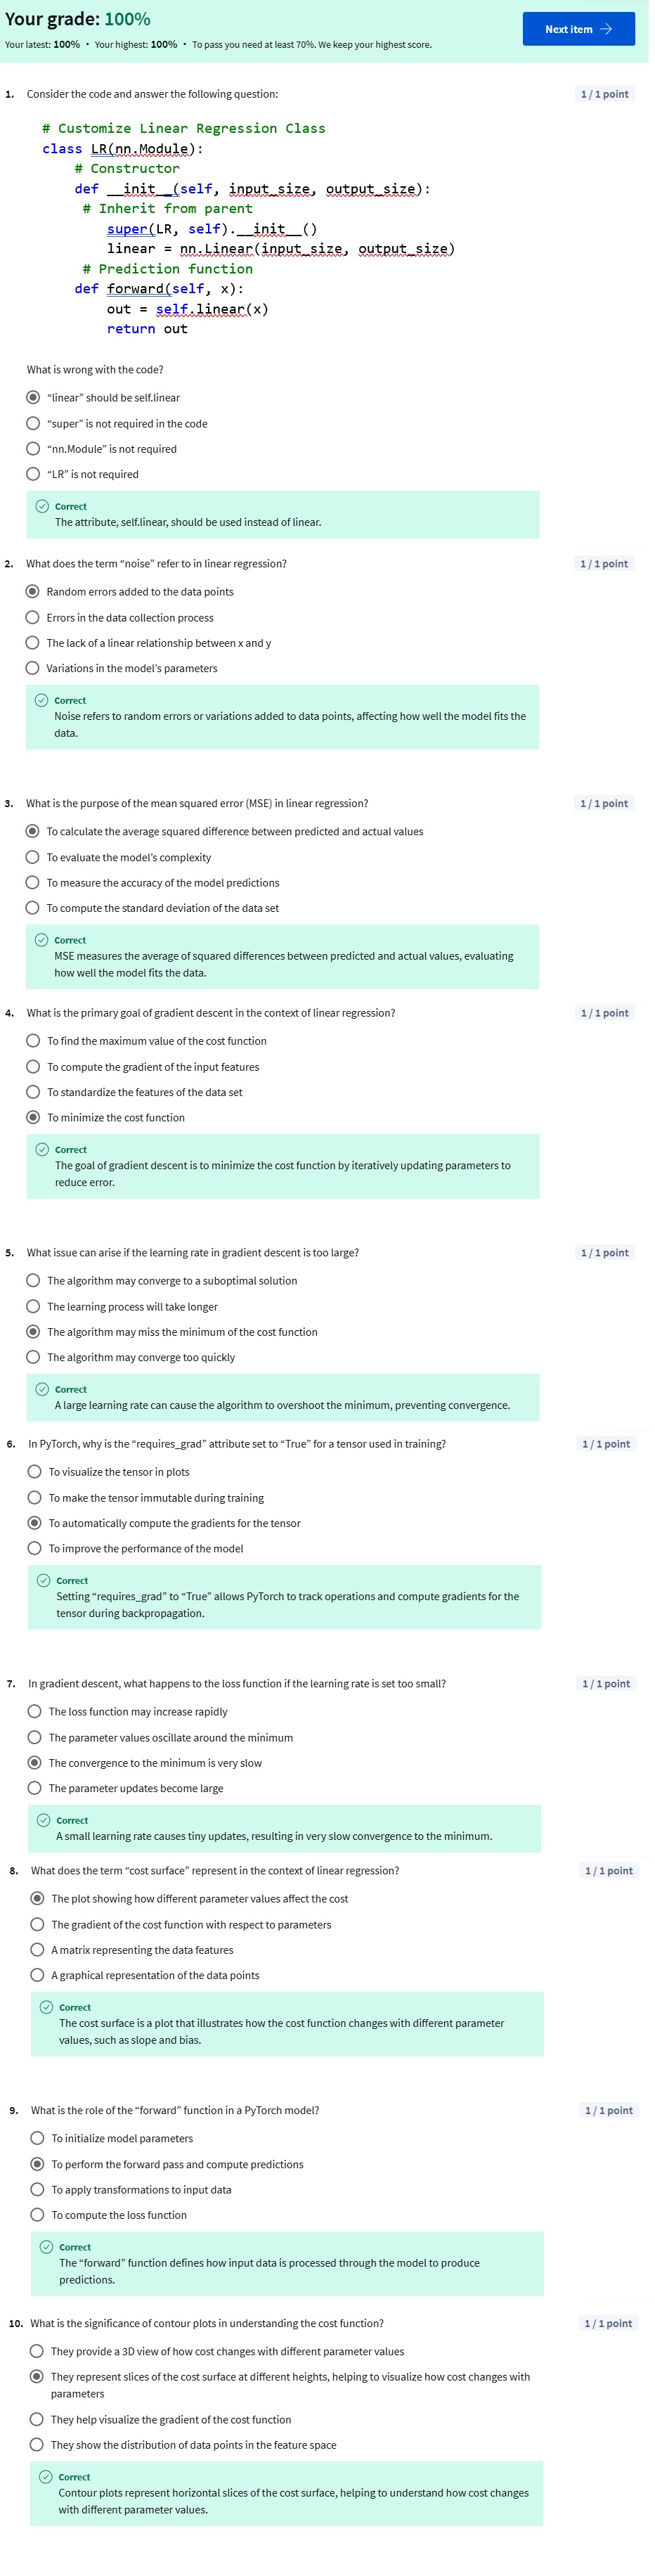 Your grade: 100%
Next item →
Your latest: 100% • Your highest: 100% • To pass you need at least 70%. We keep your highest score.
1. Consider the code and answer the following question:
1 / 1 point
# Customize Linear Regression Class
class LR(nn.Module):
# Constructor
def __init__(self, input_size, output_size):
# Inherit from parent
super(LR, self).__init__()
linear = nn.Linear(input_size, output_size)
# Prediction function
def forward(self, x):
out = self.linear(x)
return out
What is wrong with the code?
“linear” should be self.linear
“super” is not required in the code
“nn.Module” is not required
“LR” is not required
Correct
The attribute, self.linear, should be used instead of linear.
2. What does the term “noise” refer to in linear regression?
1 / 1 point
Random errors added to the data points
Errors in the data collection process
The lack of a linear relationship between x and y
Variations in the model’s parameters
Correct
Noise refers to random errors or variations added to data points, affecting how well the model fits the
data.
3. What is the purpose of the mean squared error (MSE) in linear regression?
1 / 1 point
To calculate the average squared difference between predicted and actual values
To evaluate the model’s complexity
To measure the accuracy of the model predictions
To compute the standard deviation of the data set
Correct
MSE measures the average of squared differences between predicted and actual values, evaluating
how well the model fits the data.
4. What is the primary goal of gradient descent in the context of linear regression?
1 / 1 point
To find the maximum value of the cost function
To compute the gradient of the input features
To standardize the features of the data set
To minimize the cost function
Correct
The goal of gradient descent is to minimize the cost function by iteratively updating parameters to
reduce error.
5. What issue can arise if the learning rate in gradient descent is too large?
1 / 1 point
The algorithm may converge to a suboptimal solution
The learning process will take longer
The algorithm may miss the minimum of the cost function
The algorithm may converge too quickly
Correct
A large learning rate can cause the algorithm to overshoot the minimum, preventing convergence.
6. In PyTorch, why is the “requires_grad” attribute set to “True” for a tensor used in training?
1 / 1 point
To visualize the tensor in plots
To make the tensor immutable during training
To automatically compute the gradients for the tensor
To improve the performance of the model
Correct
Setting “requires_grad” to “True” allows PyTorch to track operations and compute gradients for the
tensor during backpropagation.
7. In gradient descent, what happens to the loss function if the learning rate is set too small?
1 / 1 point
The loss function may increase rapidly
The parameter values oscillate around the minimum
The convergence to the minimum is very slow
The parameter updates become large
Correct
A small learning rate causes tiny updates, resulting in very slow convergence to the minimum.
8. What does the term “cost surface” represent in the context of linear regression?
1 / 1 point
The plot showing how different parameter values affect the cost
The gradient of the cost function with respect to parameters
A matrix representing the data features
A graphical representation of the data points
Correct
The cost surface is a plot that illustrates how the cost function changes with different parameter
values, such as slope and bias.
9. What is the role of the “forward” function in a PyTorch model?
1 / 1 point
To initialize model parameters
To perform the forward pass and compute predictions
To apply transformations to input data
To compute the loss function
Correct
The “forward” function defines how input data is processed through the model to produce
predictions.
10. What is the significance of contour plots in understanding the cost function?
1 / 1 point
They provide a 3D view of how cost changes with different parameter values
They represent slices of the cost surface at different heights, helping to visualize how cost changes with
parameters
They help visualize the gradient of the cost function
They show the distribution of data points in the feature space
Correct
Contour plots represent horizontal slices of the cost surface, helping to understand how cost changes
with different parameter values.